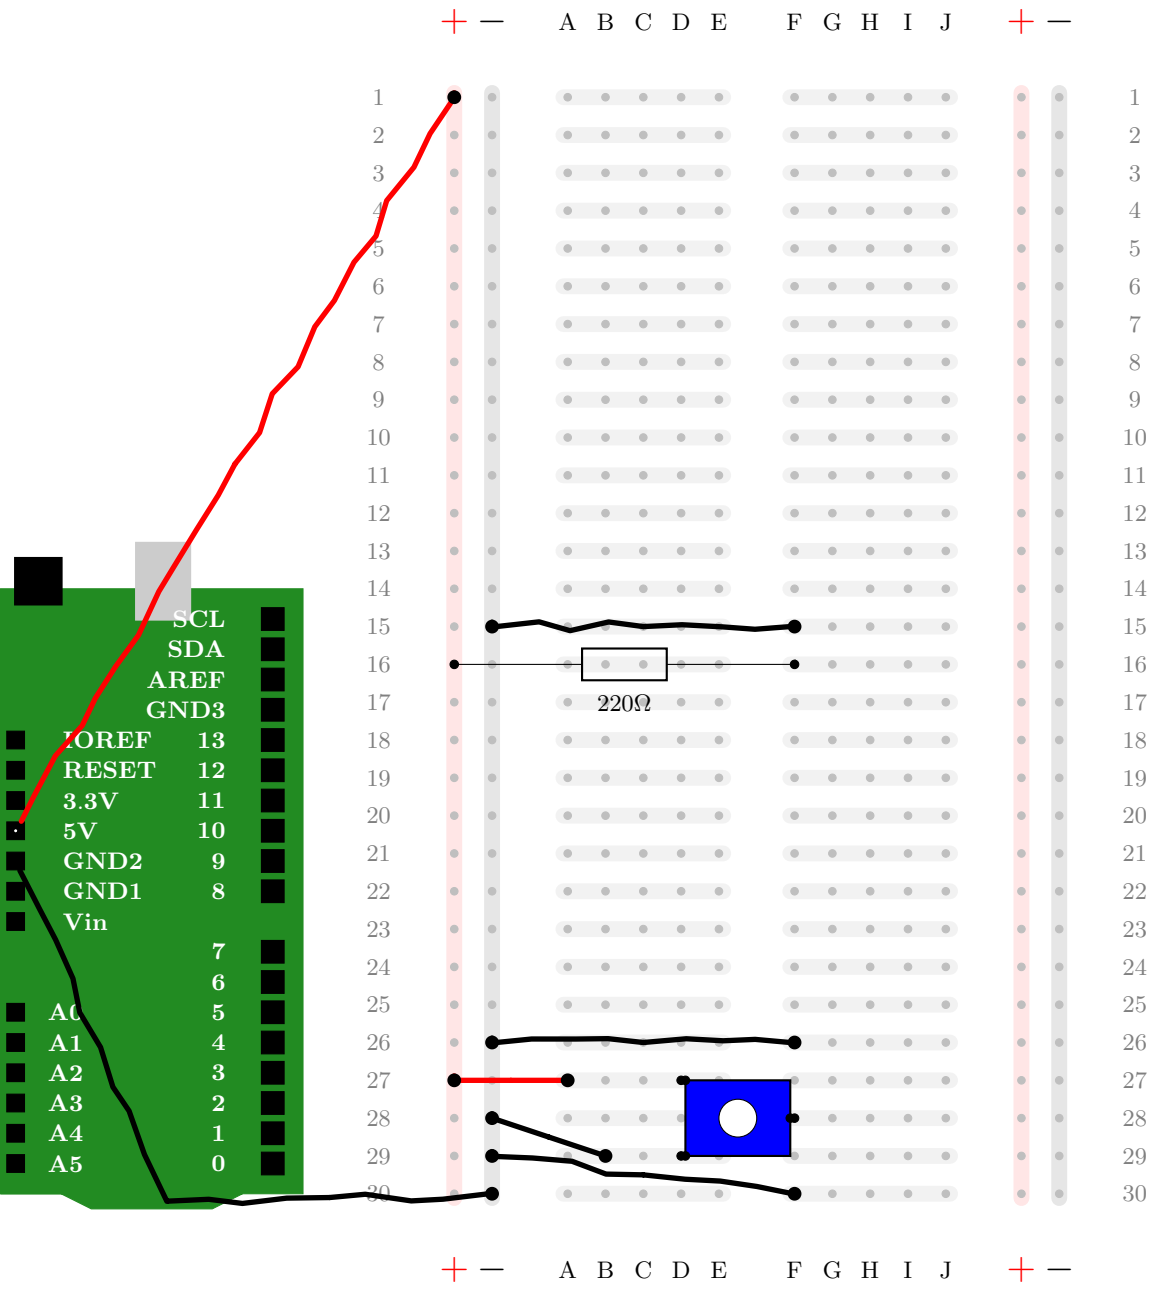 + − A B C D E F G H I J + −
1 1
2 2
3 3
4 4
5 5
6 6
7 7
8 8
9 9
10 10
11 11
12 12
13 13
14 14
SCL 15 15
SDA 16 16
AREF
GND3 17 220Ω 17
IOREF 13 18 18
RESET 12 19 19
3.3V 11 20 20
5V 10
GND2 9 21 21
GND1 8 22 22
Vin 23 23
7 24 24
6
A0 5 25 25
A1 4 26 26
A2 3 27 27
A3 2 28 28
A4 1
A5 0 29 29
30 30
+ − A B C D E F G H I J + −